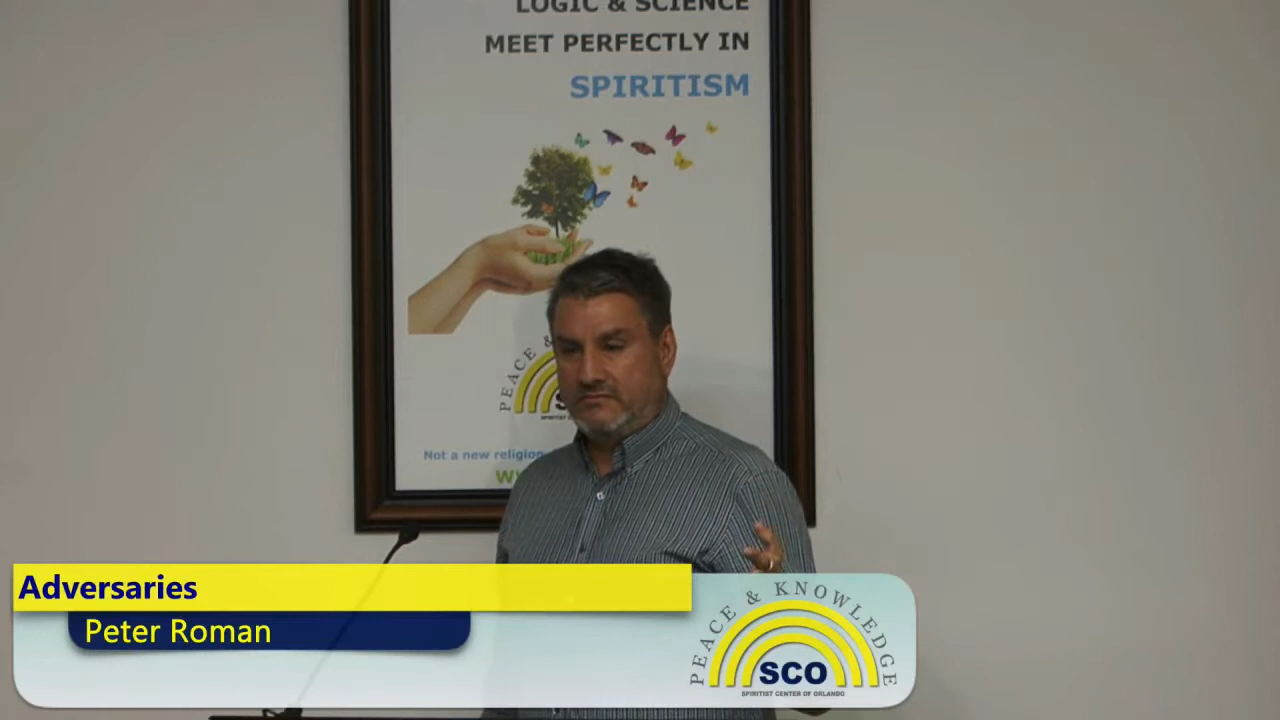 LOGIC & SCIENCE
MEET PERFECTLY IN
SPIRITISM
PEACE &
Not a new religion
Adversaries
Peter Roman
PEACE & KNOWLEDGE
SCO
SPIRITIST CENTER OF ORLANDO